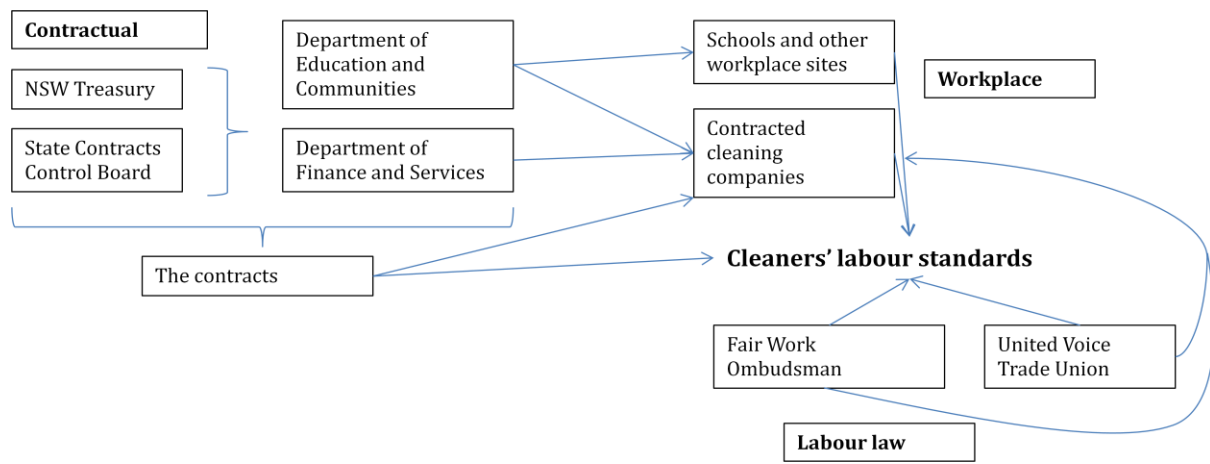 Contractual
NSW Treasury
State Contracts
Control Board
Department of
Education and
Communities
Department of
Finance and Services
The contracts
Schools and other
workplace sites
Contracted
cleaning
companies
Workplace
Cleaners’ labour standards
Fair Work
Ombudsman
United Voice
Trade Union
Labour law